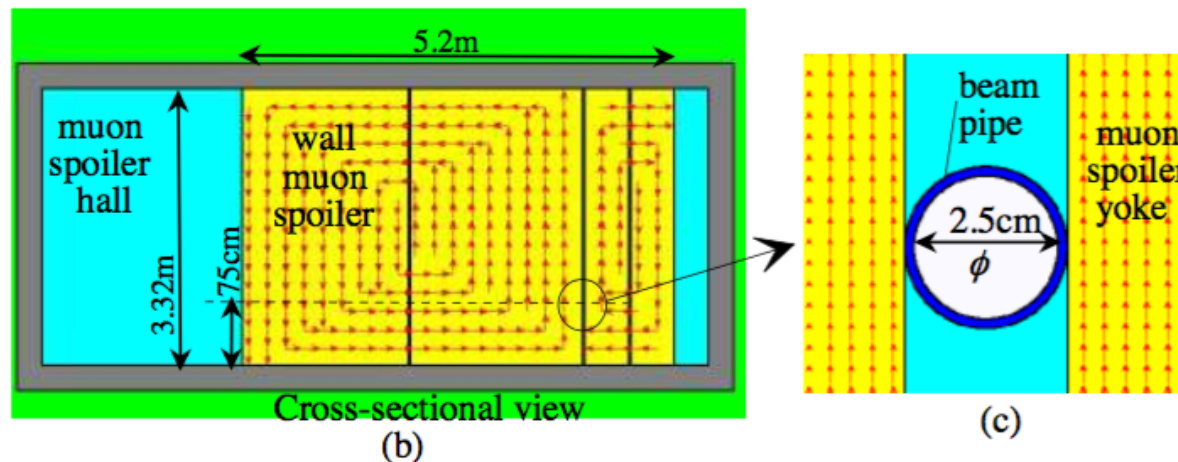 5.2m
muon
spoiler
hall
3.32m
75cm
wall
muon
spoiler
Cross-sectional view
(b)
beam
pipe
muon
spoiler
yoke
2.5cm
ϕ
(c)